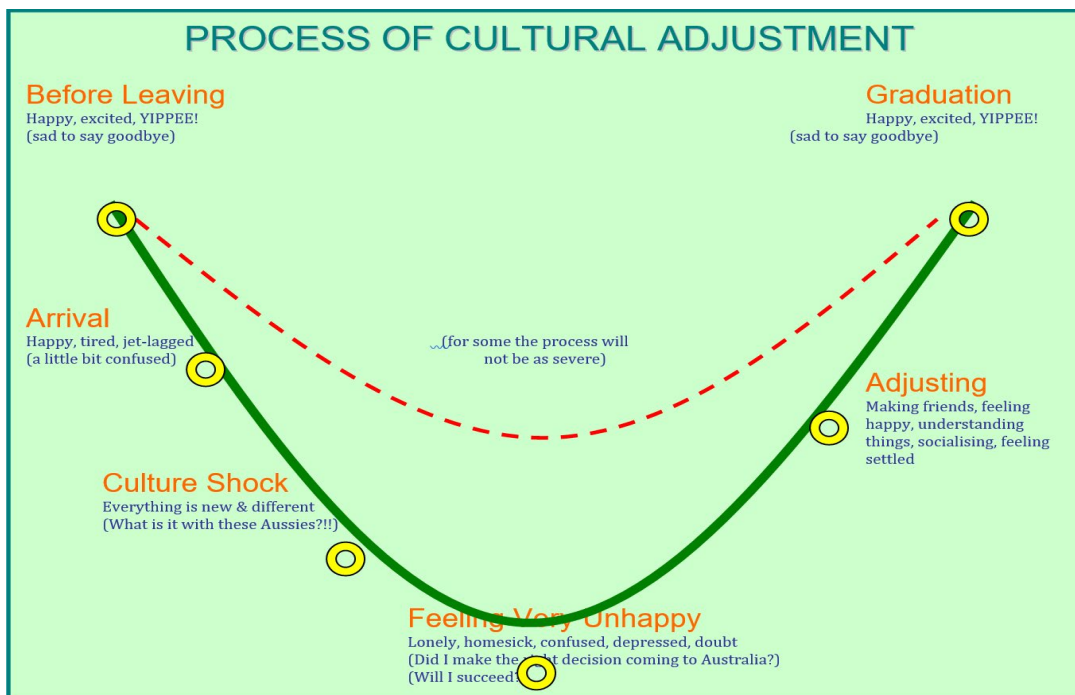 PROCESS OF CULTURAL ADJUSTMENT
Before Leaving
Happy, excited, YIPPEE!
(sad to say goodbye)
Graduation
Happy, excited, YIPPEE!
(sad to say goodbye)
Arrival
Happy, tired, jet-lagged
(a little bit confused)
(for some the process will
not be as severe)
Adjusting
Making friends, feeling
happy, understanding
things, socialising, feeling
settled
Culture Shock
Everything is new & different
(What is it with these Aussies?!!)
Feeling Very Unhappy
Lonely, homesick, confused, depressed, doubt
(Did I make the right decision coming to Australia?)
(Will I succeed?